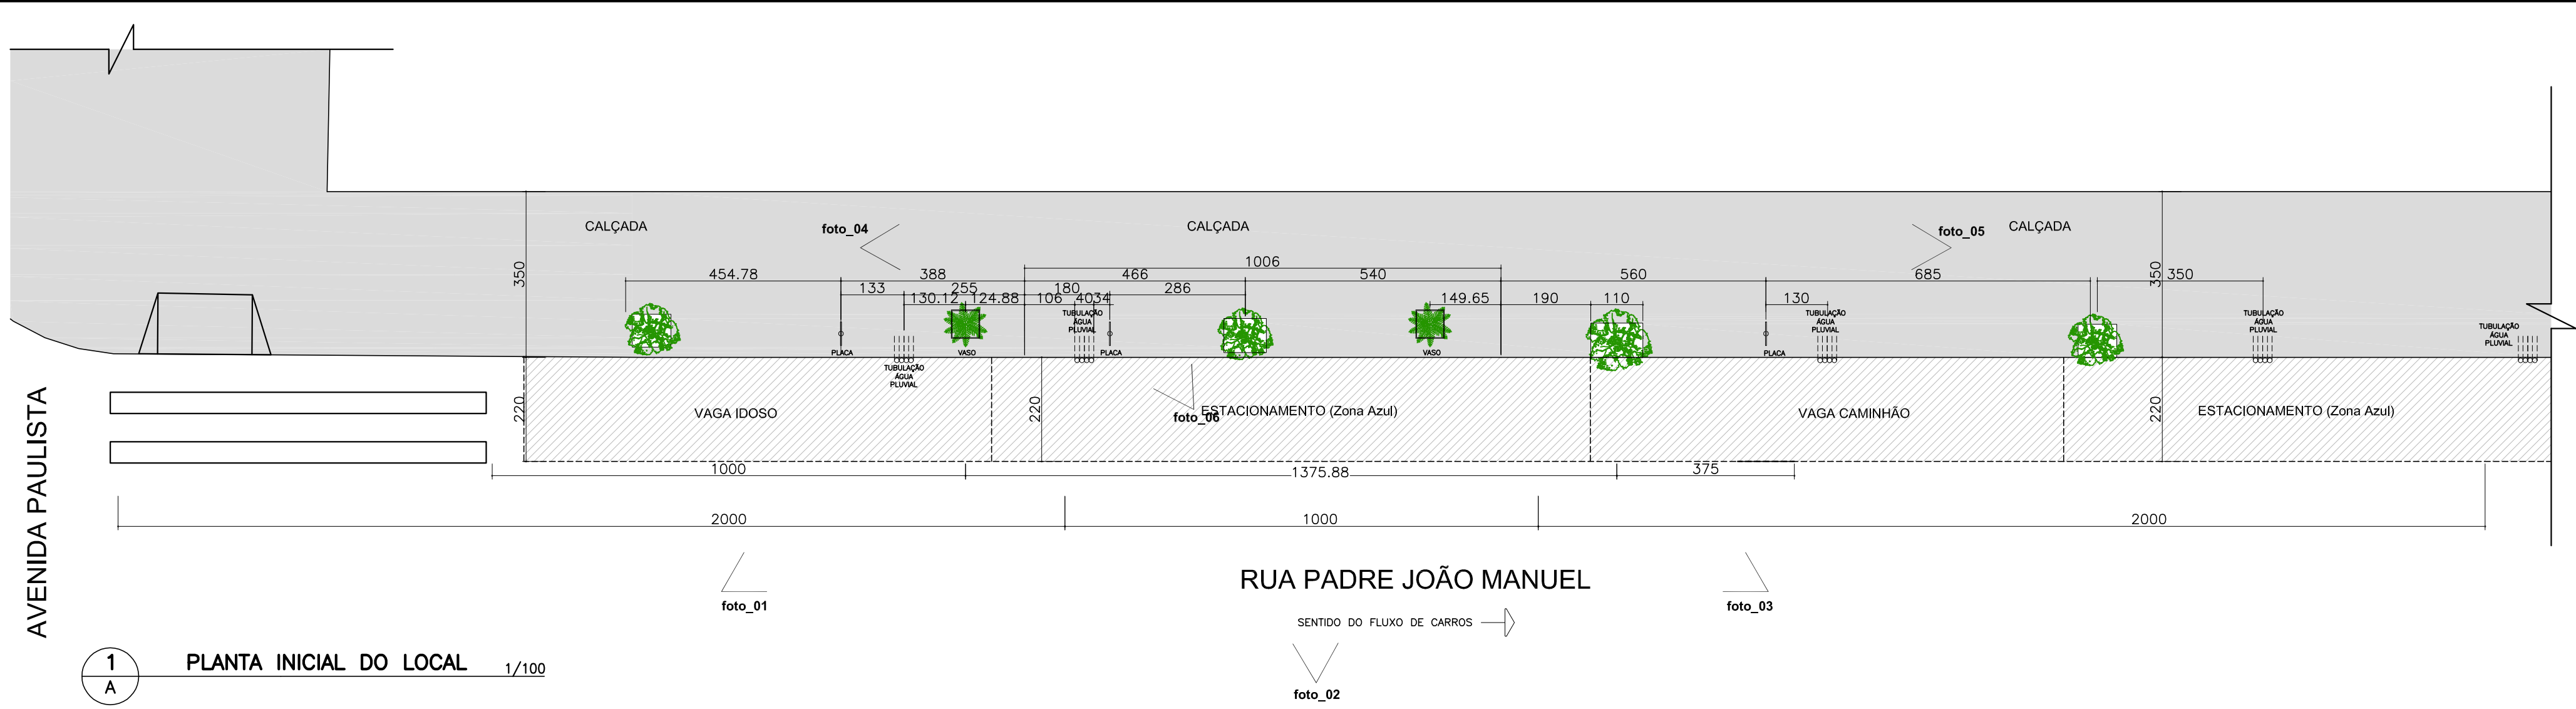 CALÇADA
CALÇADA
CALÇADA
foto_04
foto_05
1006
454.78
388
466
540
560
685
350
350
350
133
255
180
286
130.12
124.88
106
40
34
149.65
190
110
130
TUBULAÇÃO
ÁGUA
PLUVIAL
TUBULAÇÃO
ÁGUA
PLUVIAL
TUBULAÇÃO
ÁGUA
PLUVIAL
TUBULAÇÃO
ÁGUA
PLUVIAL
PLACA
VASO
PLACA
VASO
PLACA
TUBULAÇÃO
ÁGUA
PLUVIAL
220
VAGA IDOSO
220
foto_06
ESTACIONAMENTO (Zona Azul)
VAGA CAMINHÃO
220
ESTACIONAMENTO (Zona Azul)
1000
1375.88
375
2000
1000
2000
AVENIDA PAULISTA
RUA PADRE JOÃO MANUEL
foto_01
foto_03
SENTIDO DO FLUXO DE CARROS
foto_02
1
A
PLANTA INICIAL DO LOCAL
1/100